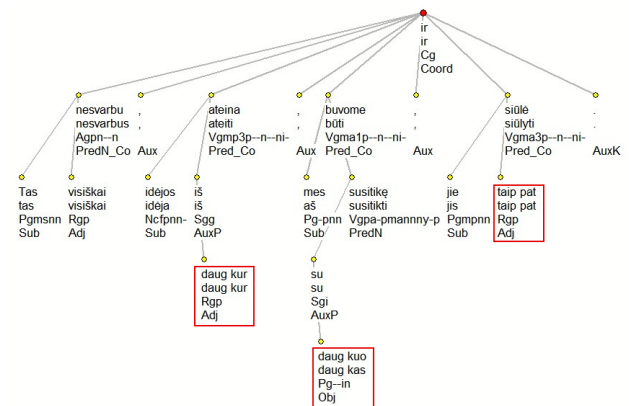 ir
ir
Cg
Coord
nesvarbu , ateina , buvome , siūlė .
nesvarbus , ateiti , būti , siūlyti .
Agpn--n Vgmp3p--n--ni- Vgma1p--n--ni- Vgma3p--n--ni-
PredN_Co Aux Pred_Co Aux Pred_Co Aux Pred_Co AuxK
Tas visiškai idėjos iš mes susitikę jie taip pat
tas visiškai idėja iš aš susitikti jis taip pat
Pgmsnn Rgp Ncfpnn- Sgg Pg-pnn Vgpa-pmannny-p Pgmpnn Rgp
Sub Adj Sub AuxP Sub PredN Sub Adj
daug kur su
daug kur su
Rgp Sgi
Adj AuxP
daug kuo
daug kas
Pg--in
Obj